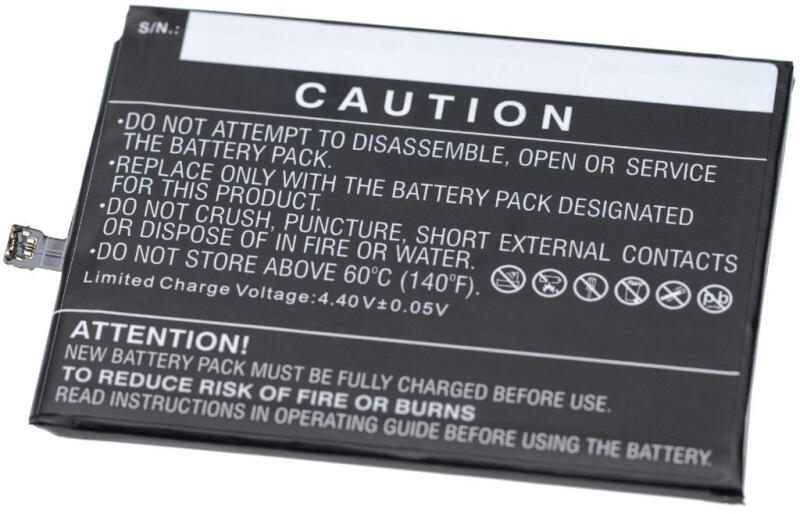 S/N.:
CAUTION
•DO NOT ATTEMPT TO DISASSEMBLE, OPEN OR SERVICE
THE BATTERY PACK.
•REPLACE ONLY WITH THE BATTERY PACK DESIGNATED
FOR THIS PRODUCT.
•DO NOT CRUSH, PUNCTURE, SHORT EXTERNAL CONTACTS
OR DISPOSE OF IN FIRE OR WATER.
•DO NOT STORE ABOVE 60°C (140°F).
Pb
Limited Charge Voltage:4.40V±0.05V
ATTENTION!
NEW BATTERY PACK MUST BE FULLY CHARGED BEFORE USE.
TO REDUCE RISK OF FIRE OR BURNS
READ INSTRUCTIONS IN OPERATING GUIDE BEFORE USING THE BATTERY.